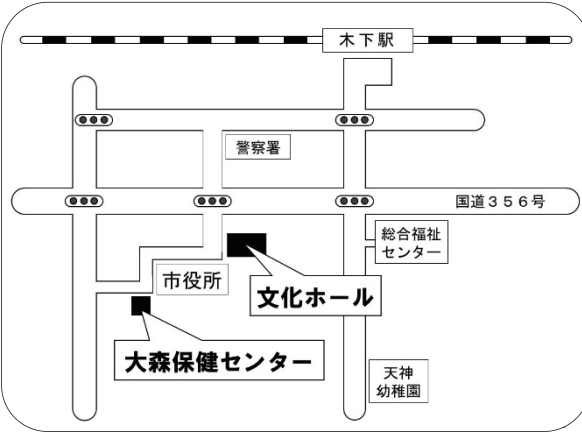 木下駅
警察署
国道３５６号
総合福祉
センター
市役所
文化ホール
大森保健センター
天神
幼稚園